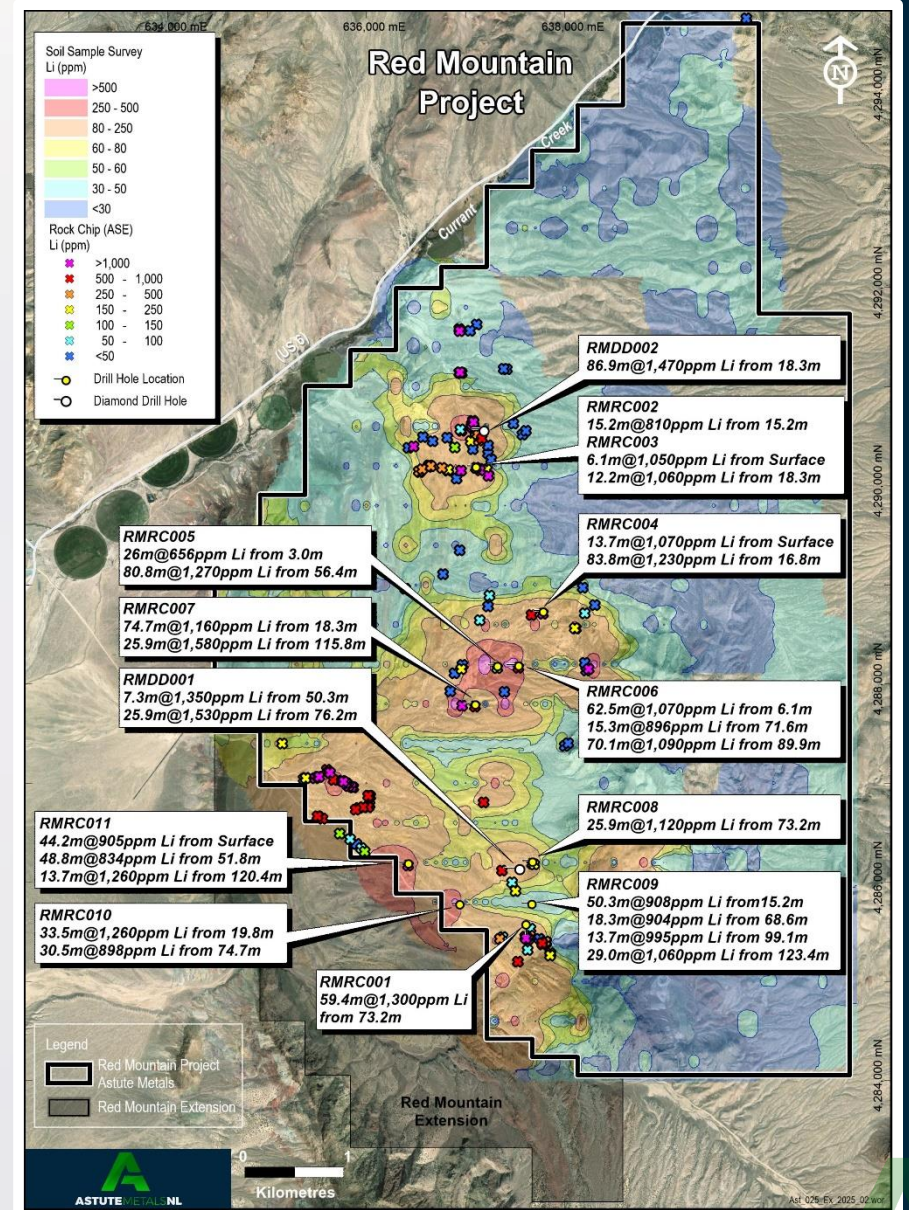 634,000 mE
636,000 mE
638,000 mE
Red Mountain
Project
N
Soil Sample Survey
Li (ppm)
>500
250 - 500
80 - 250
60 - 80
50 - 60
30 - 50
<30
Rock Chip (ASE)
Li (ppm)
>1,000
500 - 1,000
250 - 500
150 - 250
100 - 150
50 - 100
<50
Drill Hole Location
Diamond Drill Hole
Currant Creek
(US 6)
4,294,000 mN
4,292,000 mN
4,290,000 mN
4,288,000 mN
4,286,000 mN
4,284,000 mN
RMDD002
86.9m@1,470ppm Li from 18.3m
RMRC002
15.2m@810ppm Li from 15.2m
RMRC003
6.1m@1,050ppm Li from Surface
12.2m@1,060ppm Li from 18.3m
RMRC004
13.7m@1,070ppm Li from Surface
83.8m@1,230ppm Li from 16.8m
RMRC005
26m@656ppm Li from 3.0m
80.8m@1,270ppm Li from 56.4m
RMRC007
74.7m@1,160ppm Li from 18.3m
25.9m@1,580ppm Li from 115.8m
RMDD001
7.3m@1,350ppm Li from 50.3m
25.9m@1,530ppm Li from 76.2m
RMRC006
62.5m@1,070ppm Li from 6.1m
15.3m@896ppm Li from 71.6m
70.1m@1,090ppm Li from 89.9m
RMRC008
25.9m@1,120ppm Li from 73.2m
RMRC011
44.2m@905ppm Li from Surface
48.8m@834ppm Li from 51.8m
13.7m@1,260ppm Li from 120.4m
RMRC009
50.3m@908ppm Li from15.2m
18.3m@904ppm Li from 68.6m
13.7m@995ppm Li from 99.1m
29.0m@1,060ppm Li from 123.4m
RMRC010
33.5m@1,260ppm Li from 19.8m
30.5m@898ppm Li from 74.7m
RMRC001
59.4m@1,300ppm Li
from 73.2m
Legend
Red Mountain Project
Astute Metals
Red Mountain Extension
Red Mountain
Extension
0 1
Kilometres
ASTUTE METALS NL
Ast_025_Ex_2025_02.wor